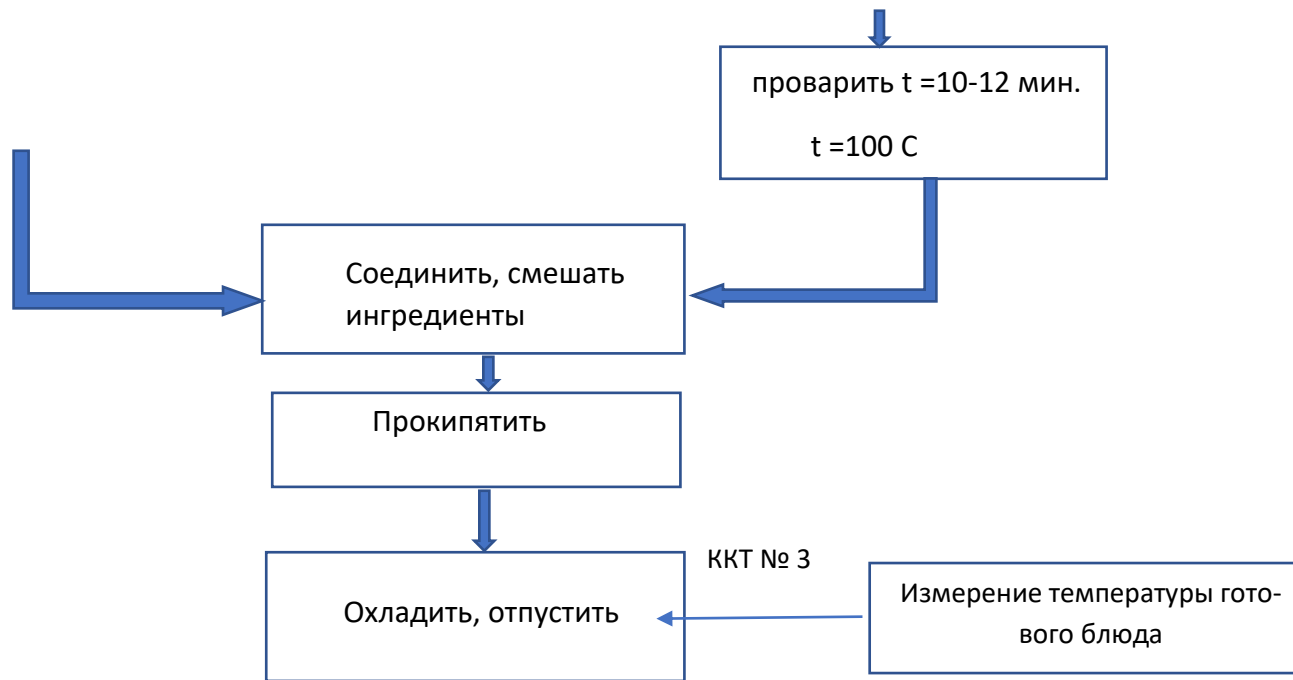 проварить t =10-12 мин.
t =100 С
Соединить, смешать
ингредиенты
Прокипятить
ККТ № 3
Охладить, отпустить
Измерение температуры гото-
вого блюда